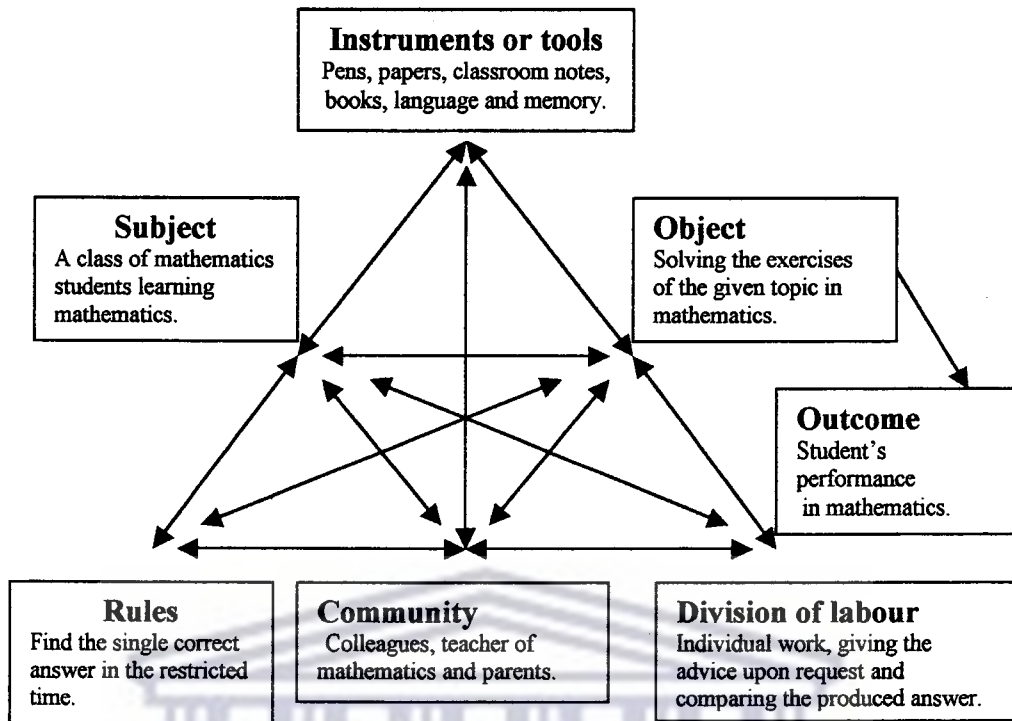 Instruments or tools
Pens, papers, classroom notes,
books, language and memory.
Subject
A class of mathematics
students learning
mathematics.
Object
Solving the exercises
of the given topic in
mathematics.
Outcome
Student's
performance
in mathematics.
Rules
Find the single correct
answer in the restricted
time.
Community
Colleagues, teacher of
mathematics and parents.
Division of labour
Individual work, giving the
advice upon request and
comparing the produced answer.